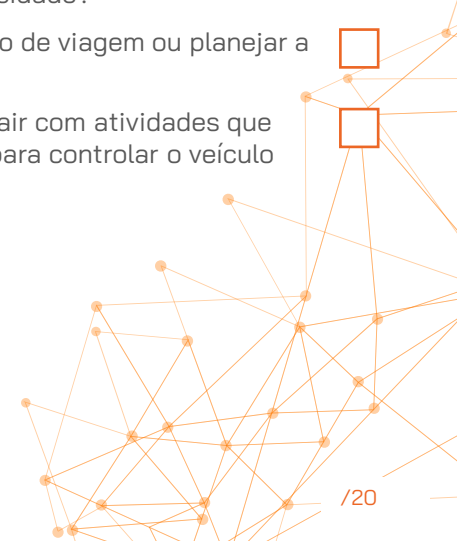 o de viagem ou planejar a
air com atividades que
para controlar o veículo
/20